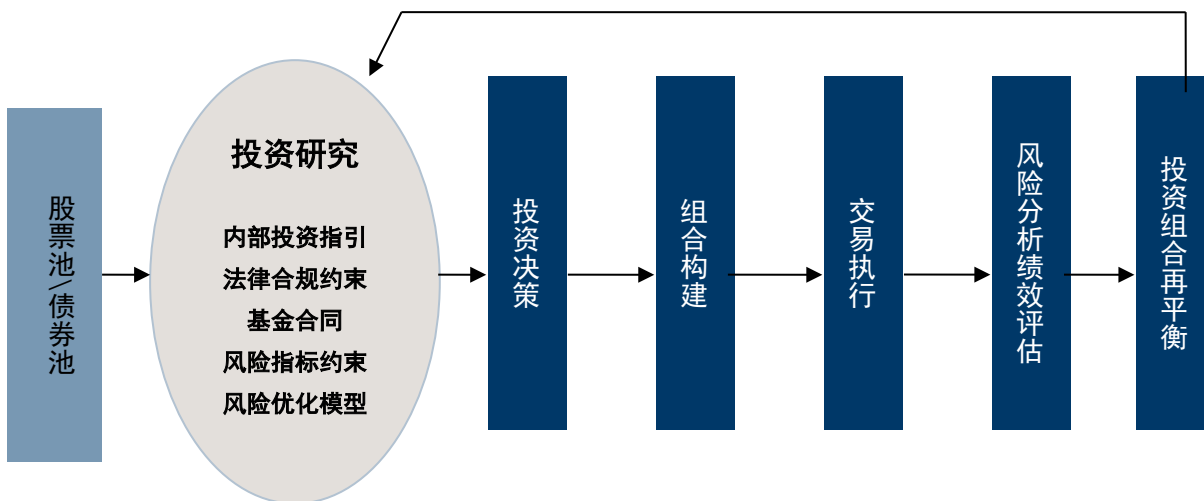 股票池\债券池
投资研究
内部投资指引
法律合规约束
基金合同
风险指标约束
风险优化模型
投资决策
组合构建
交易执行
风险分析绩效评估
投资组合再平衡